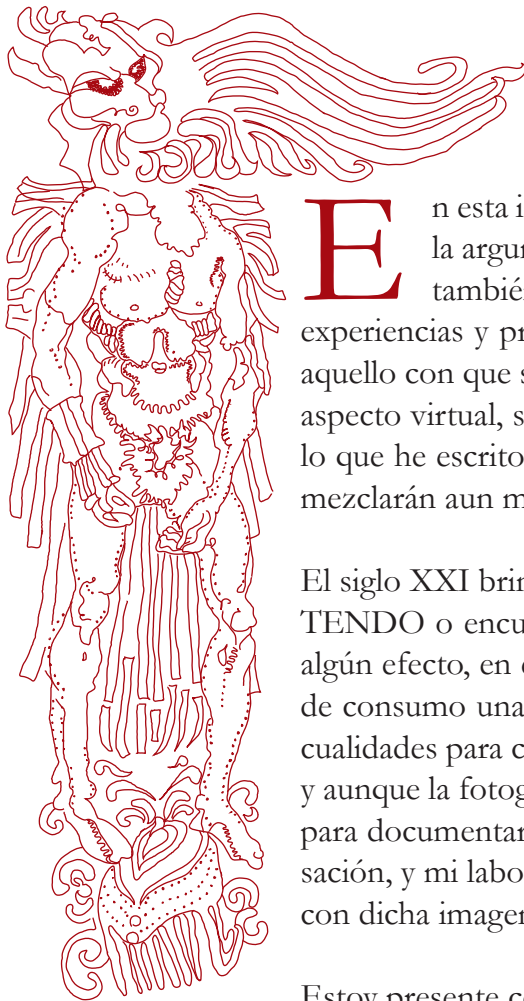 En esta i
la argu
también
experiencias y pr
aquello con que s
aspecto virtual, s
lo que he escrito
mezclarán aun m
El siglo XXI brin
TENDO o encu
algún efecto, en
de consumo una
cualidades para c
y aunque la fotog
para documentar
sación, y mi labo
con dicha imagen
Estoy presente c